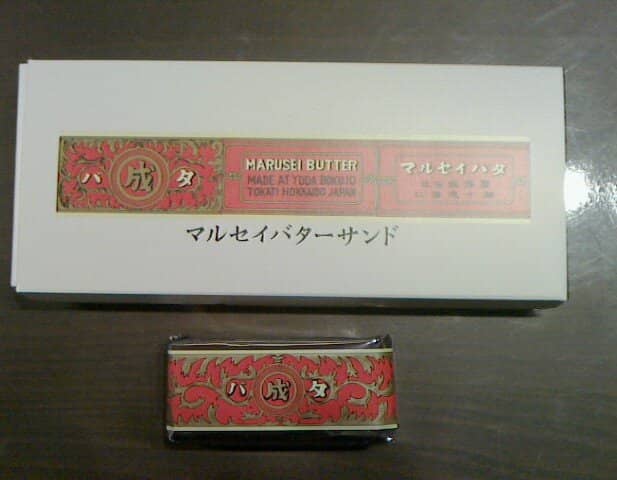 ハ 成 タ
MARUSEI BUTTER
MADE AT YODA BOKUJO
TOKATI HOKKAIDO JAPAN
マルセイハタ
マルセイバターサンド
ハ 成 タ